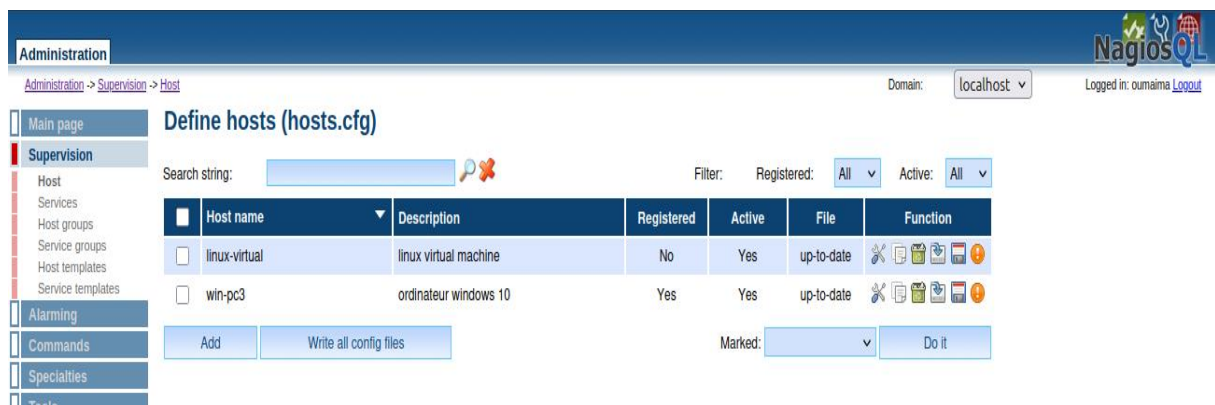 NagiosQL
Administration
Administration -> Supervision -> Host
Domain: localhost
Logged in: oumaima Logout
Main page
Supervision
Host
Services
Host groups
Service groups
Host templates
Service templates
Alarming
Commands
Specialties
Tools
Define hosts (hosts.cfg)
Search string:
Filter: Registered: All Active: All
Host name Description Registered Active File Function
linux-virtual linux virtual machine No Yes up-to-date
win-pc3 ordinateur windows 10 Yes Yes up-to-date
Add Write all config files Marked: Do it